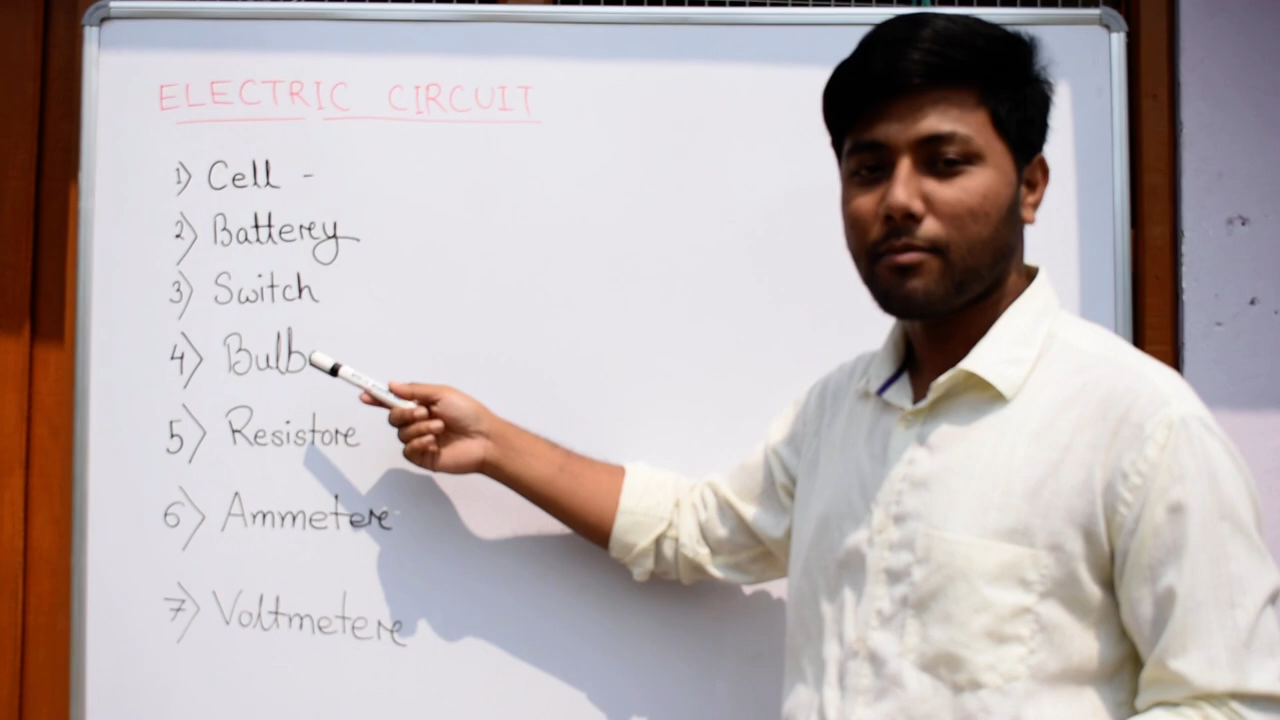 ELECTRIC CIRCUIT
1) Cell -
2) Batterey
3) Switch
4) Bulb
5) Resistore
6) Ammetere
7) Voltmetere